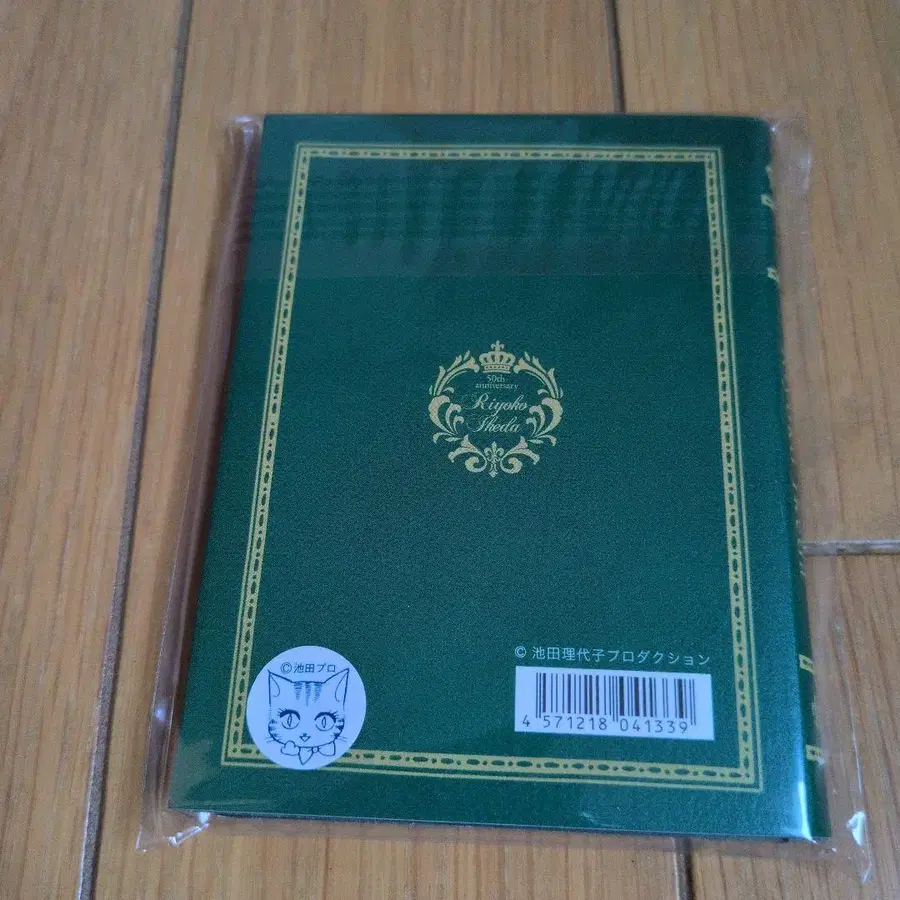 50th
anniversary
Riyoko
Ikeda
© 池田理代子プロダクション
4 571218 041339
©池田プロ